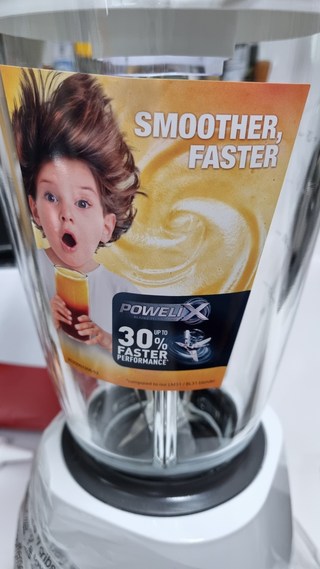 SMOOTHER,
FASTER
POWELIX
30% UP TO
FASTER
PERFORMANCE*